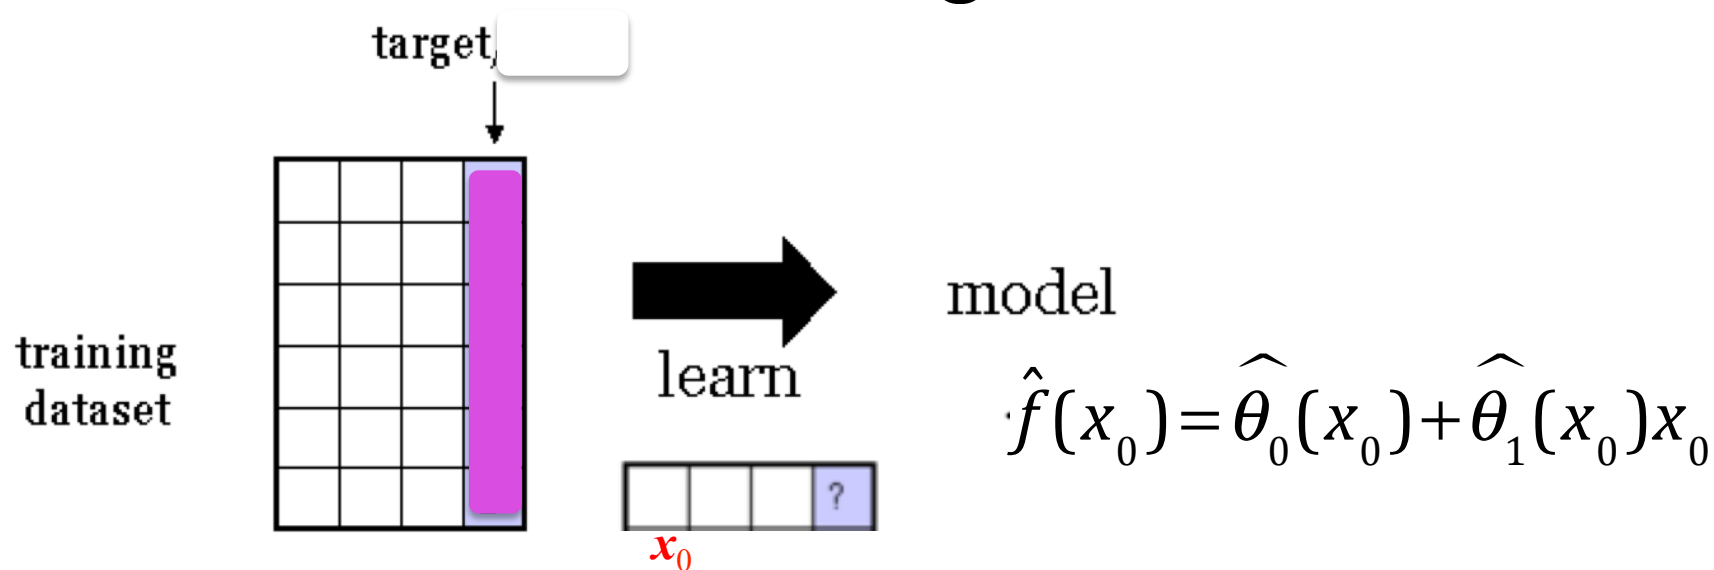 target,
training
dataset
learn
model
f̂(x₀)=θ̂₀(x₀)+θ̂₁(x₀)x₀
?
x₀